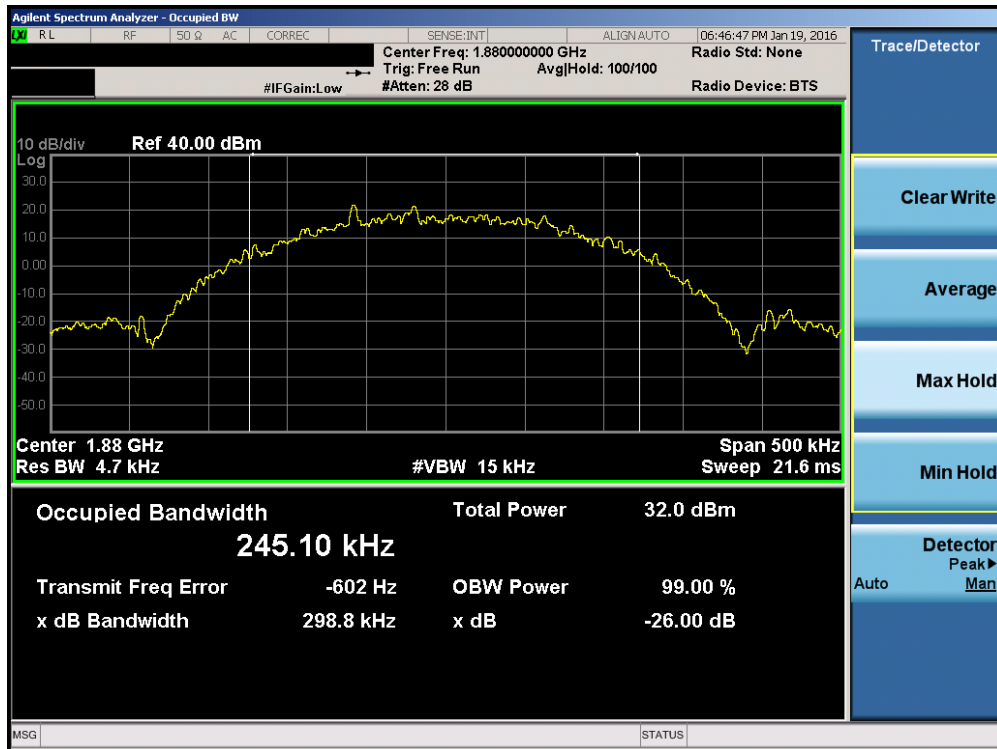 Agilent Spectrum Analyzer - Occupied BW
LXI RL RF 50 Ω AC CORREC SENSE:INT ALIGN AUTO 06:46:47 PM Jan 19, 2016
Center Freq: 1.880000000 GHz Radio Std: None
Trig: Free Run Avg|Hold: 100/100
#IFGain:Low #Atten: 28 dB Radio Device: BTS
Trace/Detector
10 dB/div Ref 40.00 dBm
Log
30.0
20.0
10.0
0.00
-10.0
-20.0
-30.0
-40.0
-50.0
Center 1.88 GHz Span 500 kHz
Res BW 4.7 kHz #VBW 15 kHz Sweep 21.6 ms
Occupied Bandwidth Total Power 32.0 dBm
245.10 kHz
Transmit Freq Error -602 Hz OBW Power 99.00 %
x dB Bandwidth 298.8 kHz x dB -26.00 dB
Clear Write
Average
Max Hold
Min Hold
Detector
Peak▶
Auto Man
MSG STATUS